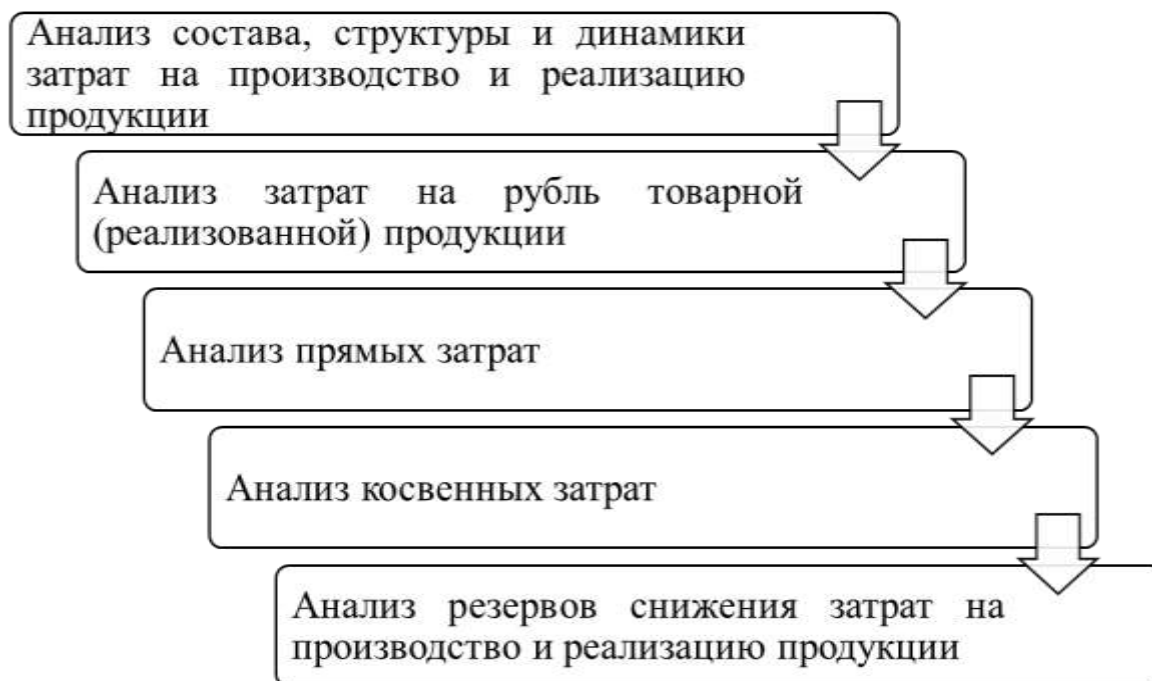 Анализ состава, структуры и динамики
затрат на производство и реализацию
продукции
Анализ затрат на рубль товарной
(реализованной) продукции
Анализ прямых затрат
Анализ косвенных затрат
Анализ резервов снижения затрат на
производство и реализацию продукции